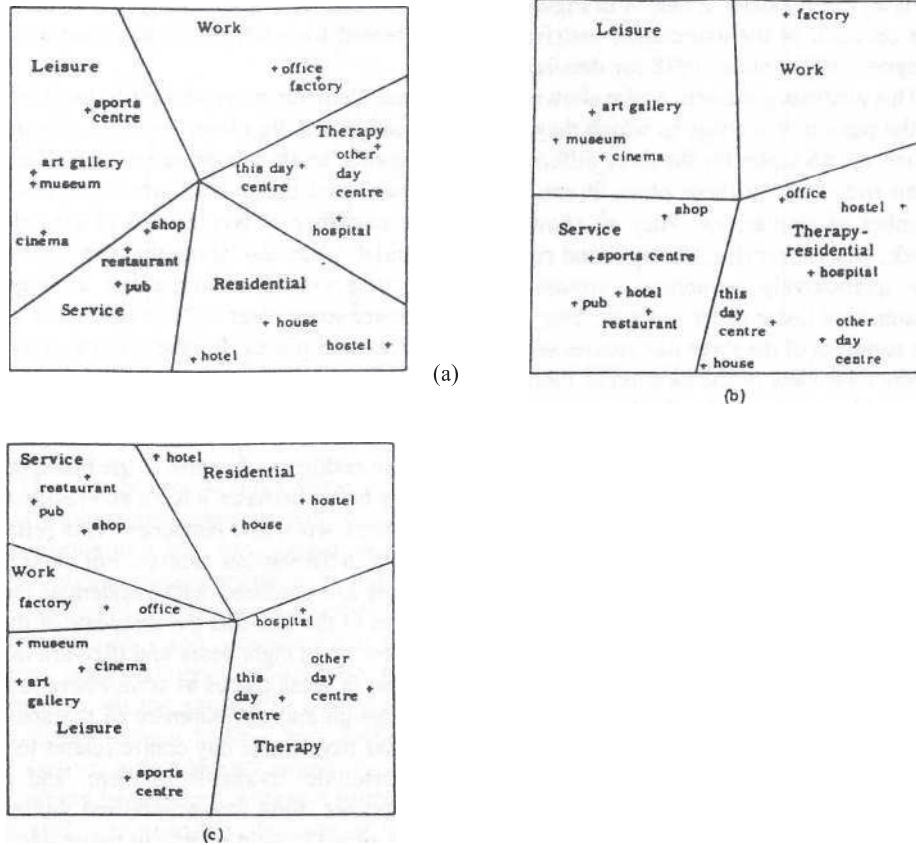 Work
Leisure
office
factory
sports
centre
Therapy
other
day
centre
this day
centre
art gallery
museum
shop
hospital
cinema
restaurant
Residential
pub
Service
house
hostel
hotel
(a)
factory
Leisure
Work
art gallery
museum
cinema
office
hostel
shop
Service
Therapy-
residential
sports centre
hospital
hotel
pub
this
day
centre
restaurant
other
day
centre
house
(b)
hotel
Service
Residential
restaurant
pub
hostel
shop
house
Work
factory
office
hospital
museum
cinema
other
day
centre
this
day
centre
art
gallery
Leisure
Therapy
sports
centre
(c)